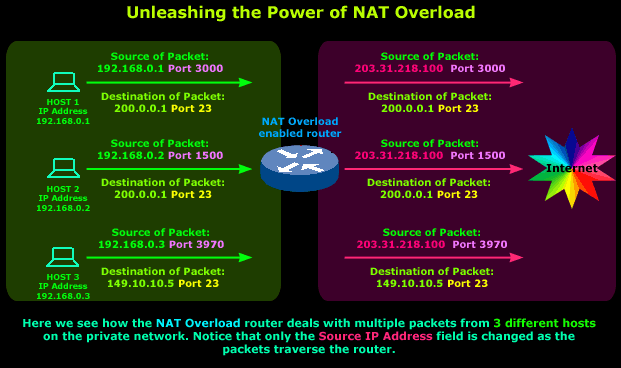 Unleashing the Power of NAT Overload
Source of Packet:
192.168.0.1 Port 3000
HOST 1
IP Address
192.168.0.1
Destination of Packet:
200.0.0.1 Port 23
Source of Packet:
203.31.218.100 Port 3000
Destination of Packet:
200.0.0.1 Port 23
NAT Overload
enabled router
Source of Packet:
192.168.0.2 Port 1500
HOST 2
IP Address
192.168.0.2
Destination of Packet:
200.0.0.1 Port 23
Source of Packet:
203.31.218.100 Port 1500
Destination of Packet:
200.0.0.1 Port 23
Internet
Source of Packet:
192.168.0.3 Port 3970
HOST 3
IP Address
192.168.0.3
Destination of Packet:
149.10.10.5 Port 23
Source of Packet:
203.31.218.100 Port 3970
Destination of Packet:
149.10.10.5 Port 23
Here we see how the NAT Overload router deals with multiple packets from 3 different hosts
on the private network. Notice that only the Source IP Address field is changed as the
packets traverse the router.